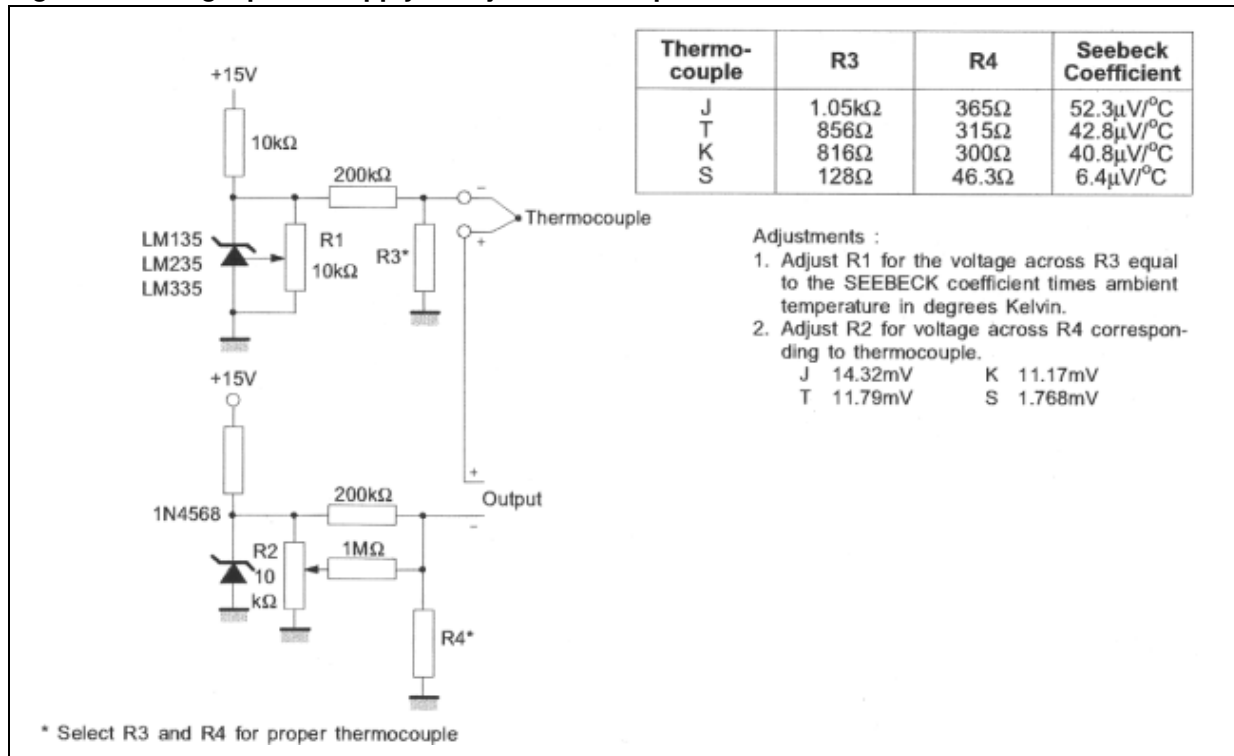 +15V
10kΩ
200kΩ
LM135
LM235
LM335
R1
10kΩ
R3*
−
+
Thermocouple
+15V
1N4568
R2
10
kΩ
200kΩ
1MΩ
R4*
+
Output
−
* Select R3 and R4 for proper thermocouple
Thermo-
couple R3 R4 Seebeck
Coefficient
J 1.05kΩ 365Ω 52.3µV/°C
T 856Ω 315Ω 42.8µV/°C
K 816Ω 300Ω 40.8µV/°C
S 128Ω 46.3Ω 6.4µV/°C
Adjustments :
1. Adjust R1 for the voltage across R3 equal
to the SEEBECK coefficient times ambient
temperature in degrees Kelvin.
2. Adjust R2 for voltage across R4 correspon-
ding to thermocouple.
J 14.32mV K 11.17mV
T 11.79mV S 1.768mV